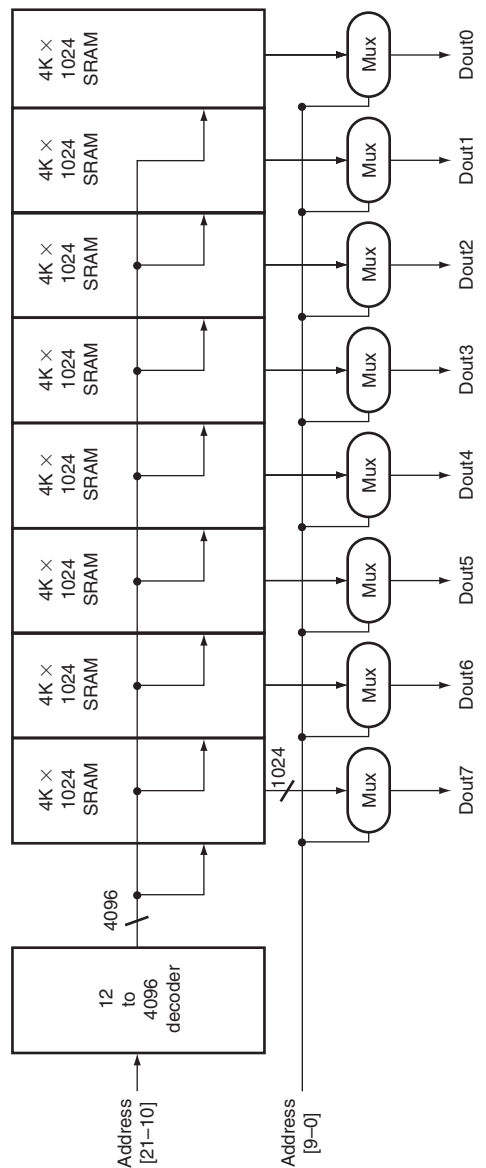 Address
[21–10]
12
to
4096
decoder
4096
4K ×
1024
SRAM
4K ×
1024
SRAM
4K ×
1024
SRAM
4K ×
1024
SRAM
4K ×
1024
SRAM
4K ×
1024
SRAM
4K ×
1024
SRAM
4K ×
1024
SRAM
Address
[9–0]
1024
Mux
Mux
Mux
Mux
Mux
Mux
Mux
Mux
Dout7
Dout6
Dout5
Dout4
Dout3
Dout2
Dout1
Dout0